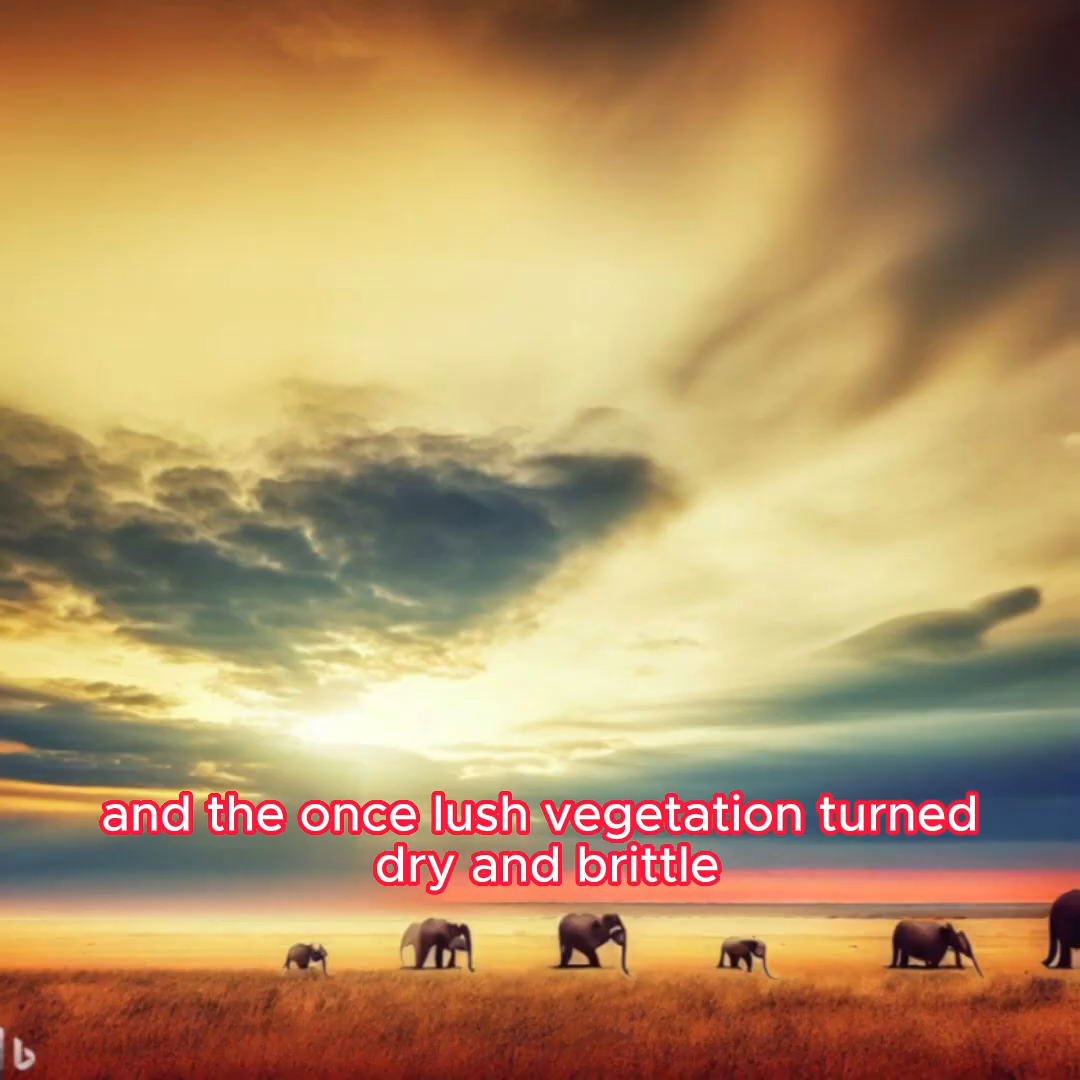 and the once lush vegetation turned
dry and brittle
b